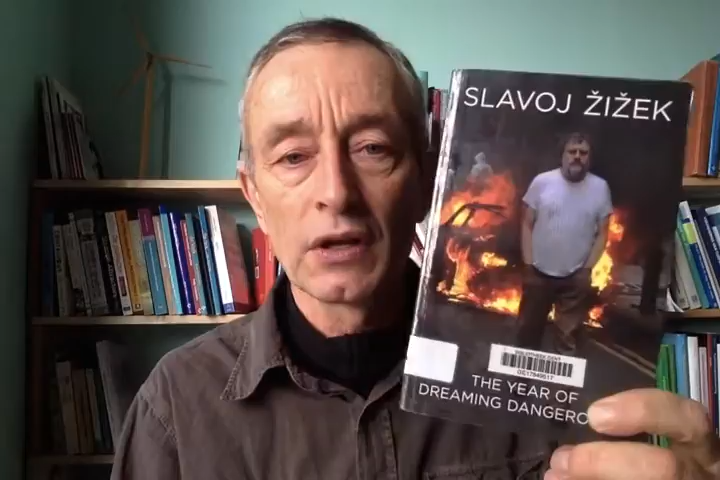 SLAVOJ ŽIŽEK
THE YEAR OF
DREAMING DANGERO